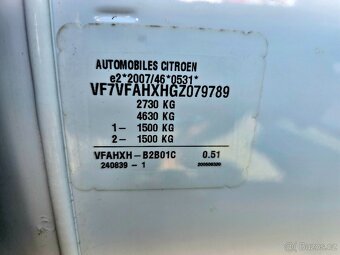 AUTOMOBILES CITROEN
e2*2007/46*0531*
VF7VFAHXHGZ079789
2730 KG
4630 KG
1- 1500 KG
2- 1500 KG
VFAHXH-B2B01C 0.51
240839 - 1